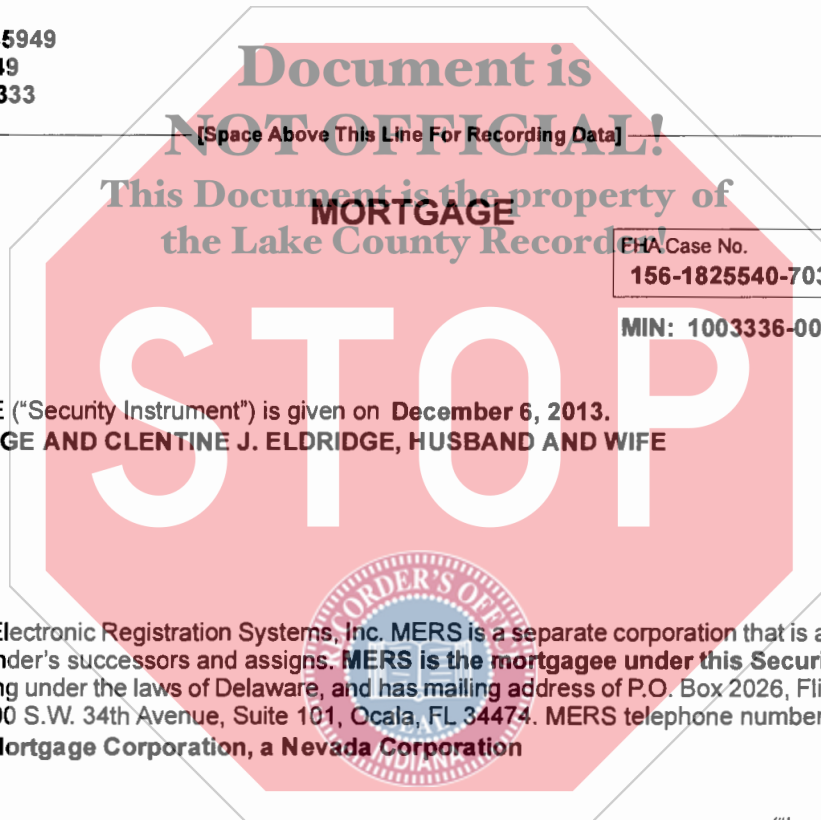 5949
49
333
Document is
[Space Above This Line For Recording Data]
NOT OFFICIAL!
This Document is the property of
MORTGAGE
the Lake County Recorder!
FHA Case No.
156-1825540-703
MIN: 1003336-00
STOP
E (“Security Instrument”) is given on December 6, 2013.
GE AND CLENTINE J. ELDRIDGE, HUSBAND AND WIFE
RECORDER'S OFFICE
Electronic Registration Systems, Inc. MERS is a separate corporation that is a
nder's successors and assigns. MERS is the mortgagee under this Securi
ng under the laws of Delaware, and has mailing address of P.O. Box 2026, Fli
00 S.W. 34th Avenue, Suite 101, Ocala, FL 34474. MERS telephone number
Mortgage Corporation, a Nevada Corporation
INDIANA